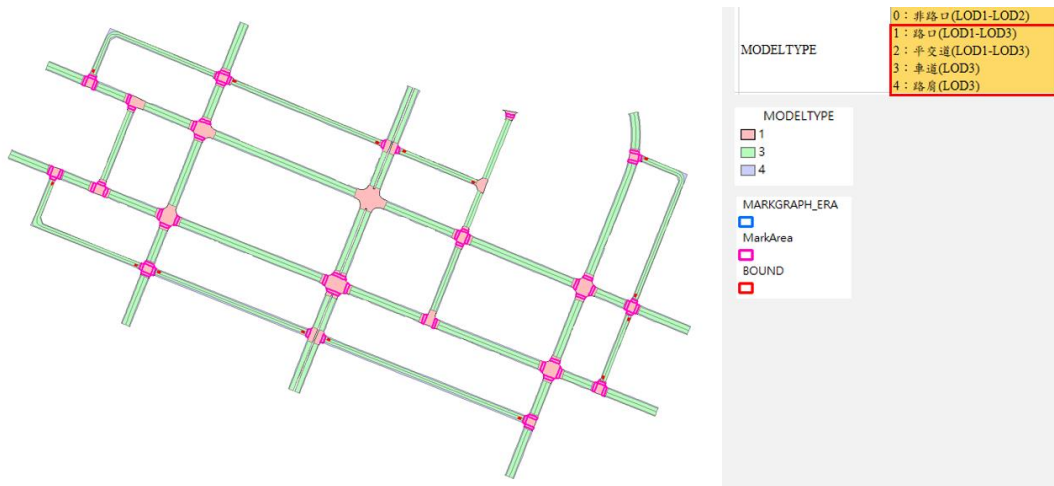 MODELTYPE
0：非路口(LOD1-LOD2)
1：路口(LOD1-LOD3)
2：平交道(LOD1-LOD3)
3：車道(LOD3)
4：路肩(LOD3)
MODELTYPE
1
3
4
MARKGRAPH_ERA
MarkArea
BOUND